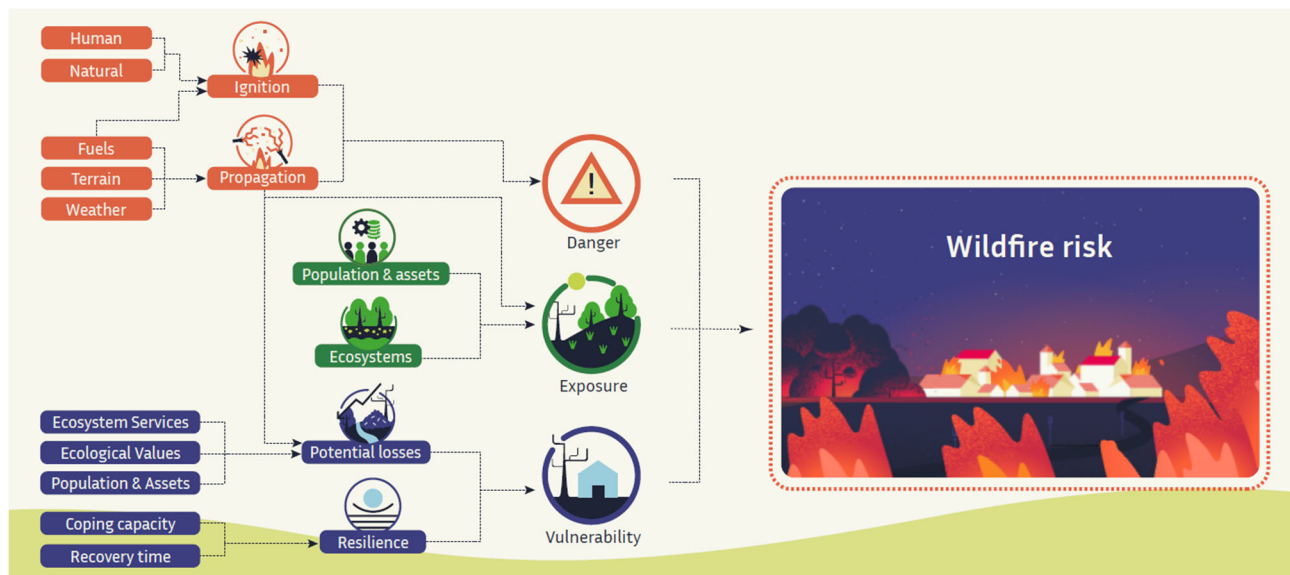 Human
Natural
Ignition
Fuels
Terrain
Weather
Propagation
Danger
Population & assets
Ecosystems
Exposure
Ecosystem Services
Ecological Values
Population & Assets
Potential losses
Coping capacity
Recovery time
Resilience
Vulnerability
Wildfire risk
!